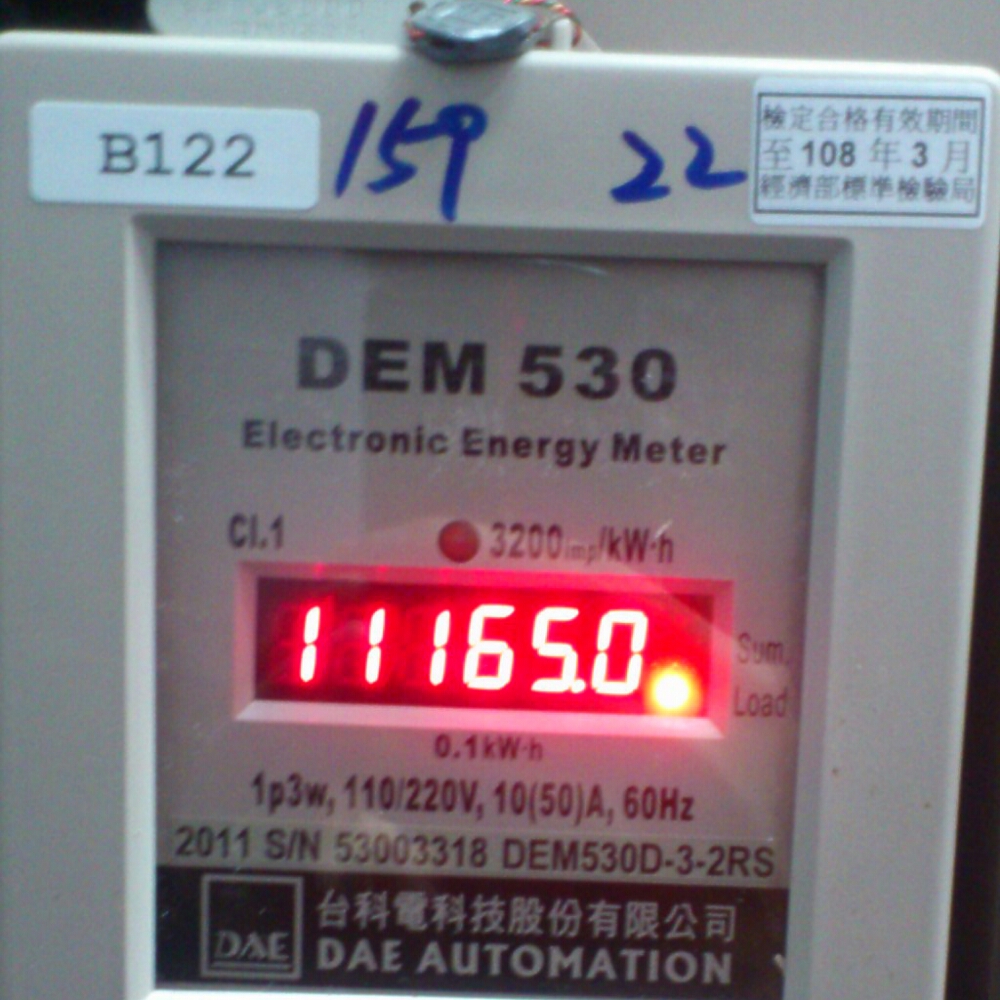 B122
159
22
檢定合格有效期間
至 108 年 3 月
經濟部標準檢驗局
DEM 530
Electronic Energy Meter
Cl.1
3200imp/kW·h
11165.0
Sum.
Load
0.1kW·h
1p3w, 110/220V, 10(50)A, 60Hz
2011 S/N 53003318 DEM530D-3-2RS
DAE
台科電科技股份有限公司
DAE AUTOMATION